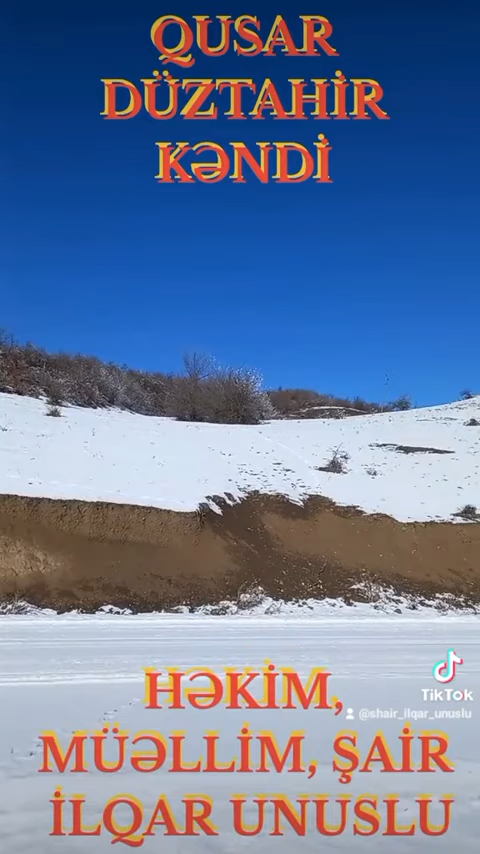 QUSAR
DÜZTAHİR
KƏNDİ
TikTok
@shair_ilqar_unuslu
HƏKİM,
MÜƏLLİM, ŞAİR
İLQAR UNUSLU